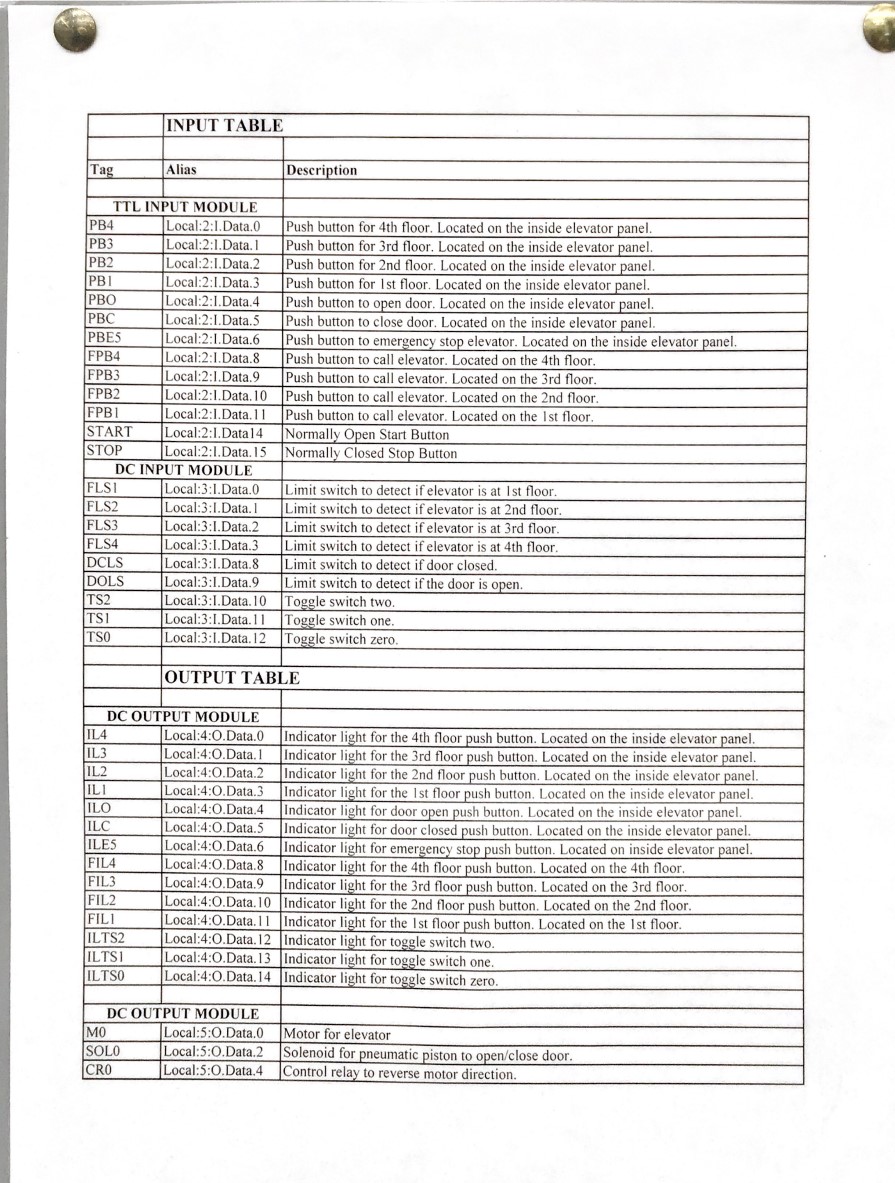 INPUT TABLE
Tag Alias Description
TTL INPUT MODULE
PB4 Local:2:I.Data.0 Push button for 4th floor. Located on the inside elevator panel.
PB3 Local:2:I.Data.1 Push button for 3rd floor. Located on the inside elevator panel.
PB2 Local:2:I.Data.2 Push button for 2nd floor. Located on the inside elevator panel.
PB1 Local:2:I.Data.3 Push button for 1st floor. Located on the inside elevator panel.
PBO Local:2:I.Data.4 Push button to open door. Located on the inside elevator panel.
PBC Local:2:I.Data.5 Push button to close door. Located on the inside elevator panel.
PBE5 Local:2:I.Data.6 Push button to emergency stop elevator. Located on the inside elevator panel.
FPB4 Local:2:I.Data.8 Push button to call elevator. Located on the 4th floor.
FPB3 Local:2:I.Data.9 Push button to call elevator. Located on the 3rd floor.
FPB2 Local:2:I.Data.10 Push button to call elevator. Located on the 2nd floor.
FPB1 Local:2:I.Data.11 Push button to call elevator. Located on the 1st floor.
START Local:2:I.Data14 Normally Open Start Button
STOP Local:2:I.Data.15 Normally Closed Stop Button
DC INPUT MODULE
FLS1 Local:3:I.Data.0 Limit switch to detect if elevator is at 1st floor.
FLS2 Local:3:I.Data.1 Limit switch to detect if elevator is at 2nd floor.
FLS3 Local:3:I.Data.2 Limit switch to detect if elevator is at 3rd floor.
FLS4 Local:3:I.Data.3 Limit switch to detect if elevator is at 4th floor.
DCLS Local:3:I.Data.8 Limit switch to detect if door closed.
DOLS Local:3:I.Data.9 Limit switch to detect if the door is open.
TS2 Local:3:I.Data.10 Toggle switch two.
TS1 Local:3:I.Data.11 Toggle switch one.
TS0 Local:3:I.Data.12 Toggle switch zero.
OUTPUT TABLE
DC OUTPUT MODULE
IL4 Local:4:O.Data.0 Indicator light for the 4th floor push button. Located on the inside elevator panel.
IL3 Local:4:O.Data.1 Indicator light for the 3rd floor push button. Located on the inside elevator panel.
IL2 Local:4:O.Data.2 Indicator light for the 2nd floor push button. Located on the inside elevator panel.
IL1 Local:4:O.Data.3 Indicator light for the 1st floor push button. Located on the inside elevator panel.
ILO Local:4:O.Data.4 Indicator light for door open push button. Located on the inside elevator panel.
ILC Local:4:O.Data.5 Indicator light for door closed push button. Located on the inside elevator panel.
ILE5 Local:4:O.Data.6 Indicator light for emergency stop push button. Located on inside elevator panel.
FIL4 Local:4:O.Data.8 Indicator light for the 4th floor push button. Located on the 4th floor.
FIL3 Local:4:O.Data.9 Indicator light for the 3rd floor push button. Located on the 3rd floor.
FIL2 Local:4:O.Data.10 Indicator light for the 2nd floor push button. Located on the 2nd floor.
FIL1 Local:4:O.Data.11 Indicator light for the 1st floor push button. Located on the 1st floor.
ILTS2 Local:4:O.Data.12 Indicator light for toggle switch two.
ILTS1 Local:4:O.Data.13 Indicator light for toggle switch one.
ILTS0 Local:4:O.Data.14 Indicator light for toggle switch zero.
DC OUTPUT MODULE
M0 Local:5:O.Data.0 Motor for elevator
SOL0 Local:5:O.Data.2 Solenoid for pneumatic piston to open/close door.
CR0 Local:5:O.Data.4 Control relay to reverse motor direction.